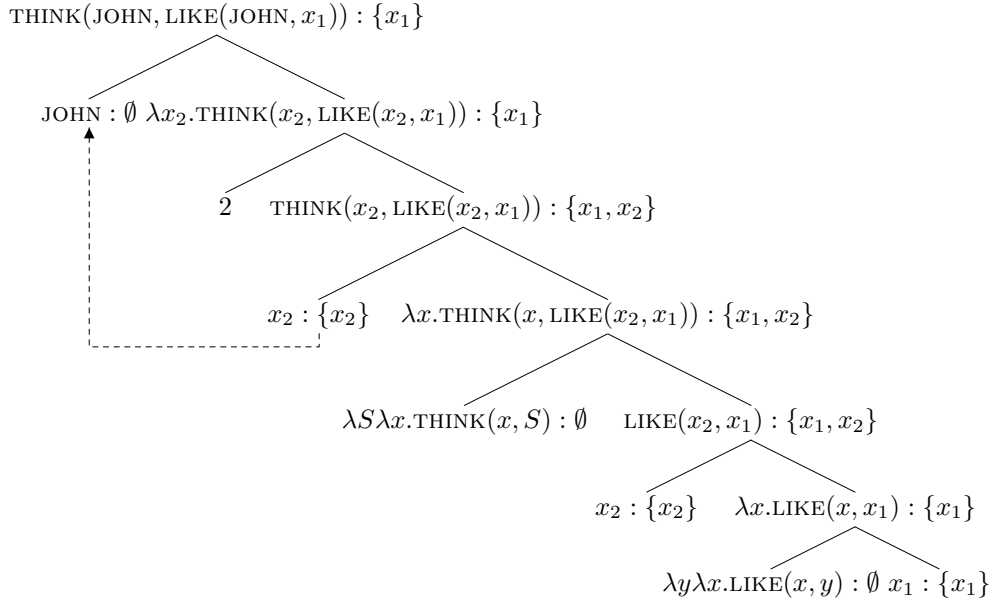 THINK(JOHN, LIKE(JOHN, x₁)) : {x₁}
JOHN : ∅ λx₂.THINK(x₂, LIKE(x₂, x₁)) : {x₁}
2 THINK(x₂, LIKE(x₂, x₁)) : {x₁, x₂}
x₂ : {x₂} λx.THINK(x, LIKE(x₂, x₁)) : {x₁, x₂}
λSλx.THINK(x, S) : ∅ LIKE(x₂, x₁) : {x₁, x₂}
x₂ : {x₂} λx.LIKE(x, x₁) : {x₁}
λyλx.LIKE(x, y) : ∅ x₁ : {x₁}